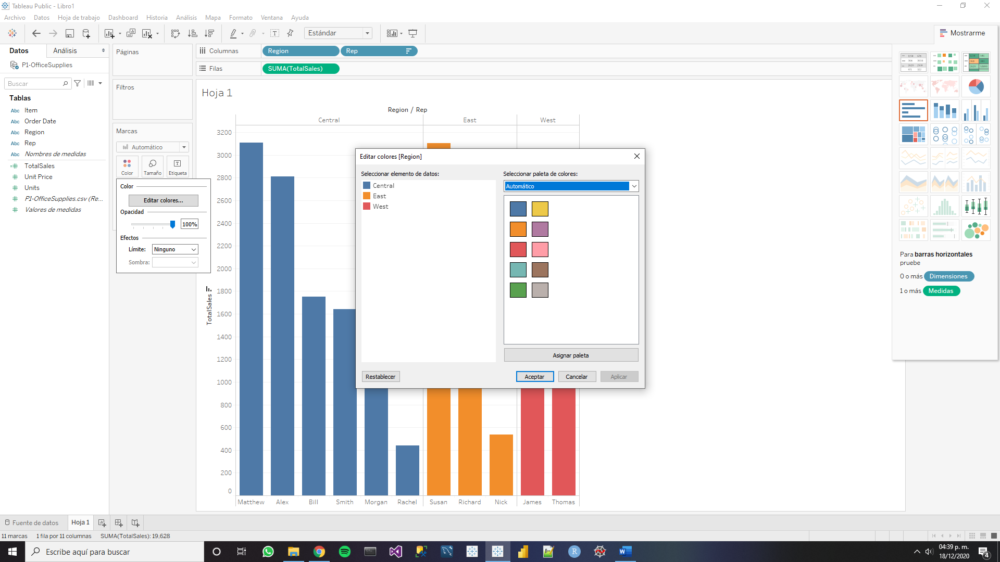 Tableau Public - Libro1
Archivo Datos Hoja de trabajo Dashboard Historia Análisis Mapa Formato Ventana Ayuda
Estándar
Mostrarme
Datos
Análisis
P1-OfficeSupplies
Buscar
Tablas
Abc Item
Abc Order Date
Abc Region
Abc Rep
Abc Nombres de medidas
TotalSales
Unit Price
Units
P1-OfficeSupplies.csv (Re...
Valores de medidas
Páginas
Filtros
Marcas
Automático
Color
Tamaño
Etiqueta
Color
Editar colores...
Opacidad
100%
Efectos
Límite: Ninguno
Sombra:
Columnas
Region
Rep
Filas
SUMA(TotalSales)
Hoja 1
Region / Rep
Central
East
West
TotalSales
3200
3000
2800
2600
2400
2200
2000
1800
1600
1400
1200
1000
800
600
400
200
0
Matthew
Alex
Bill
Smith
Morgan
Rachel
Susan
Richard
Nick
James
Thomas
Editar colores [Region]
Seleccionar elemento de datos:
Central
East
West
Seleccionar paleta de colores:
Automático
Asignar paleta
Restablecer
Aceptar
Cancelar
Aplicar
Para barras horizontales
pruebe
0 o más Dimensiones
1 o más Medidas
Fuente de datos
Hoja 1
11 marcas
1 fila por 11 columnas
SUMA(TotalSales): 19,628
Escribe aquí para buscar
04:39 p. m.
18/12/2020
4